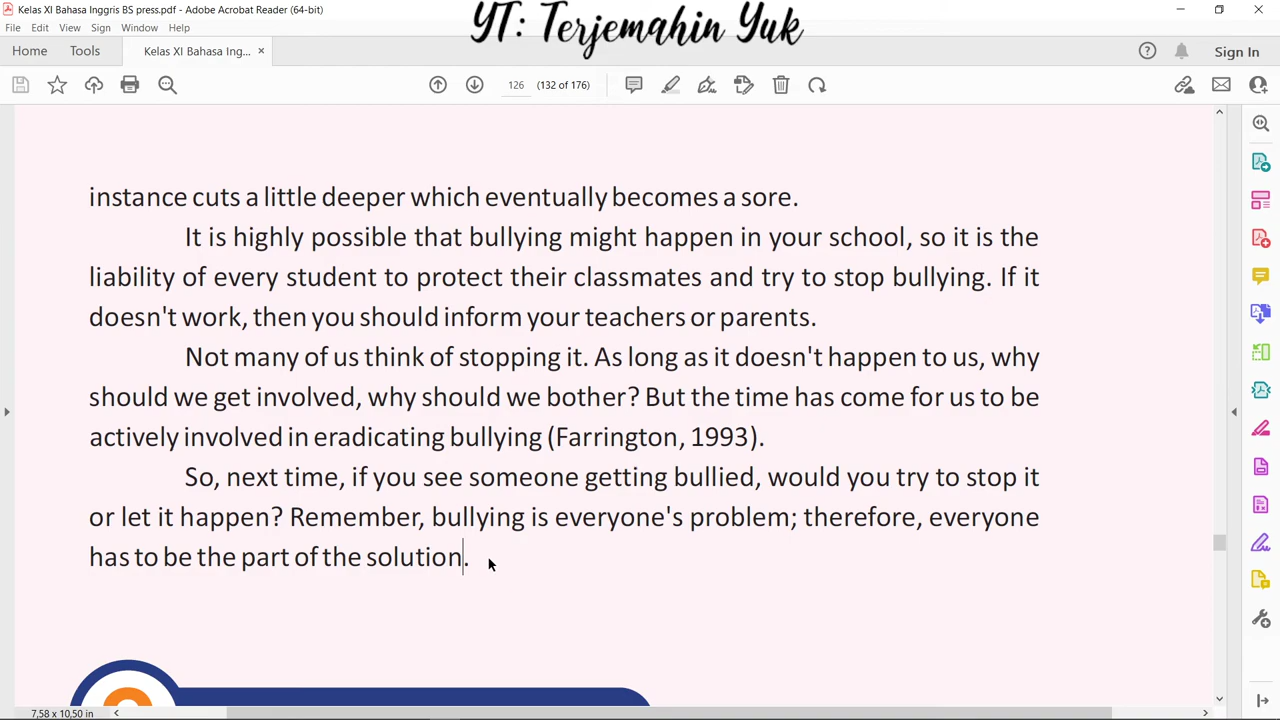 Kelas XI Bahasa Inggris BS press.pdf - Adobe Acrobat Reader (64-bit)
YT: Terjemahin Yuk
File Edit View Sign Window Help
Home Tools Kelas XI Bahasa Ing... × Sign In
126 (132 of 176)
instance cuts a little deeper which eventually becomes a sore.
It is highly possible that bullying might happen in your school, so it is the
liability of every student to protect their classmates and try to stop bullying. If it
doesn't work, then you should inform your teachers or parents.
Not many of us think of stopping it. As long as it doesn't happen to us, why
should we get involved, why should we bother? But the time has come for us to be
actively involved in eradicating bullying (Farrington, 1993).
So, next time, if you see someone getting bullied, would you try to stop it
or let it happen? Remember, bullying is everyone's problem; therefore, everyone
has to be the part of the solution.
7,58 x 10,50 in